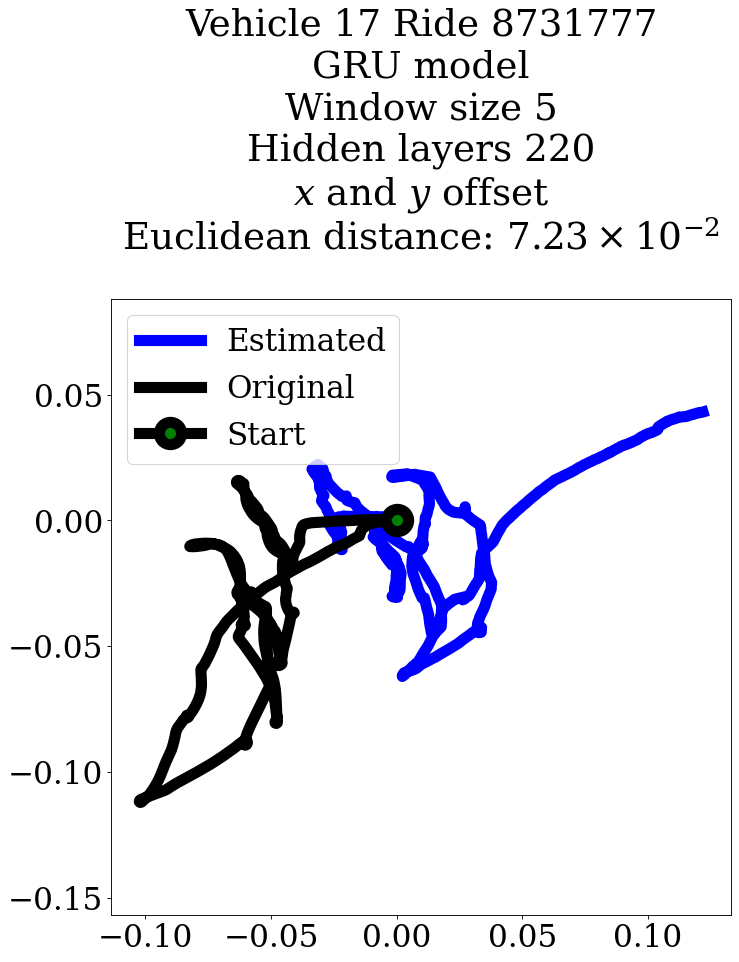 Vehicle 17 Ride 8731777
GRU model
Window size 5
Hidden layers 220
x and y offset
Euclidean distance: 7.23 × 10⁻²
Estimated
Original
Start
0.05
0.00
−0.05
−0.10
−0.15
−0.10 −0.05 0.00 0.05 0.10